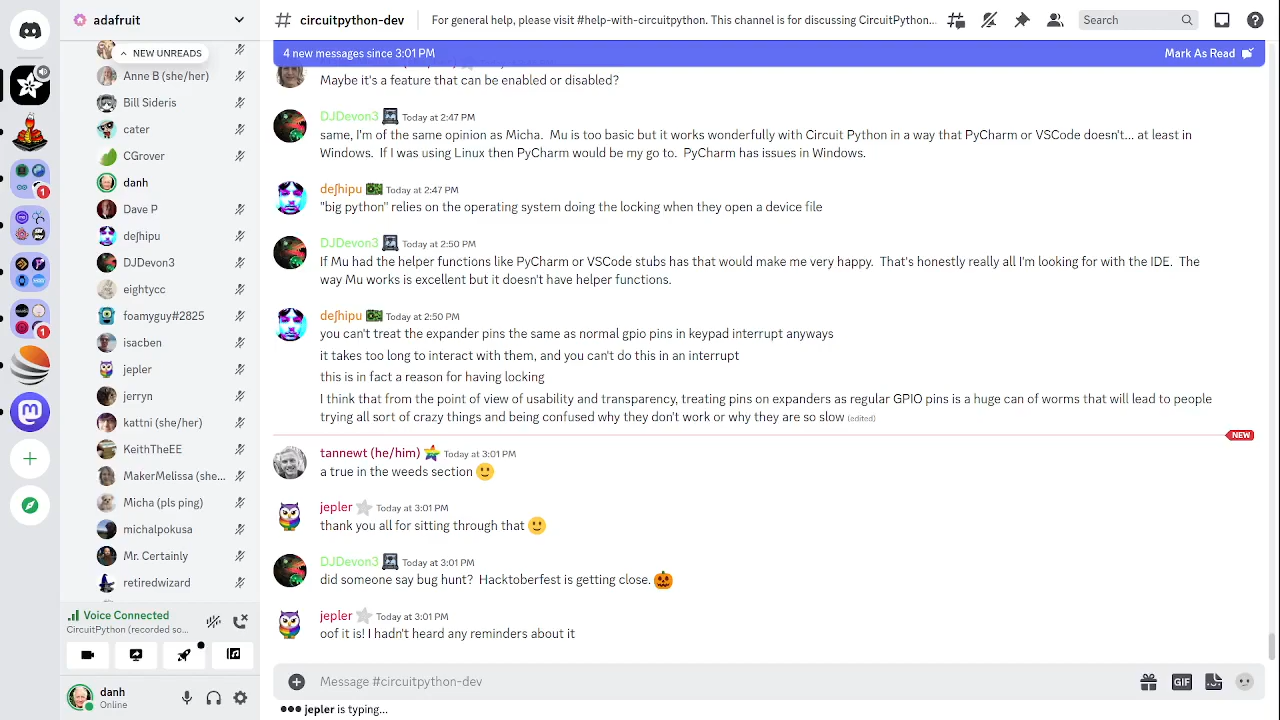 adafruit
# circuitpython-dev
For general help, please visit #help-with-circuitpython. This channel is for discussing CircuitPython...
Search
NEW UNREADS
Anne B (she/her)
Bill Sideris
cater
CGrover
danh
Dave P
deʃhipu
DJDevon3
eightycc
foamyguy#2825
isacben
jepler
jerryn
kattni (she/her)
KeithTheEE
MakerMelissa (she...
Micha (pls ping)
michalpokusa
Mr. Certainly
retiredwizard
Voice Connected
CircuitPython (recorded so...
danh
Online
1
1
4 new messages since 3:01 PM
Mark As Read
Maybe it's a feature that can be enabled or disabled?
DJDevon3 Today at 2:47 PM
same, I'm of the same opinion as Micha. Mu is too basic but it works wonderfully with Circuit Python in a way that PyCharm or VSCode doesn't... at least in
Windows. If I was using Linux then PyCharm would be my go to. PyCharm has issues in Windows.
deʃhipu Today at 2:47 PM
"big python" relies on the operating system doing the locking when they open a device file
DJDevon3 Today at 2:50 PM
If Mu had the helper functions like PyCharm or VSCode stubs has that would make me very happy. That's honestly really all I'm looking for with the IDE. The
way Mu works is excellent but it doesn't have helper functions.
deʃhipu Today at 2:50 PM
you can't treat the expander pins the same as normal gpio pins in keypad interrupt anyways
it takes too long to interact with them, and you can't do this in an interrupt
this is in fact a reason for having locking
I think that from the point of view of usability and transparency, treating pins on expanders as regular GPIO pins is a huge can of worms that will lead to people
trying all sort of crazy things and being confused why they don't work or why they are so slow (edited)
NEW
tannewt (he/him) Today at 3:01 PM
a true in the weeds section 🙂
jepler Today at 3:01 PM
thank you all for sitting through that 🙂
DJDevon3 Today at 3:01 PM
did someone say bug hunt? Hacktoberfest is getting close. 🎃
jepler Today at 3:01 PM
oof it is! I hadn't heard any reminders about it
Message #circuitpython-dev
GIF
jepler is typing...